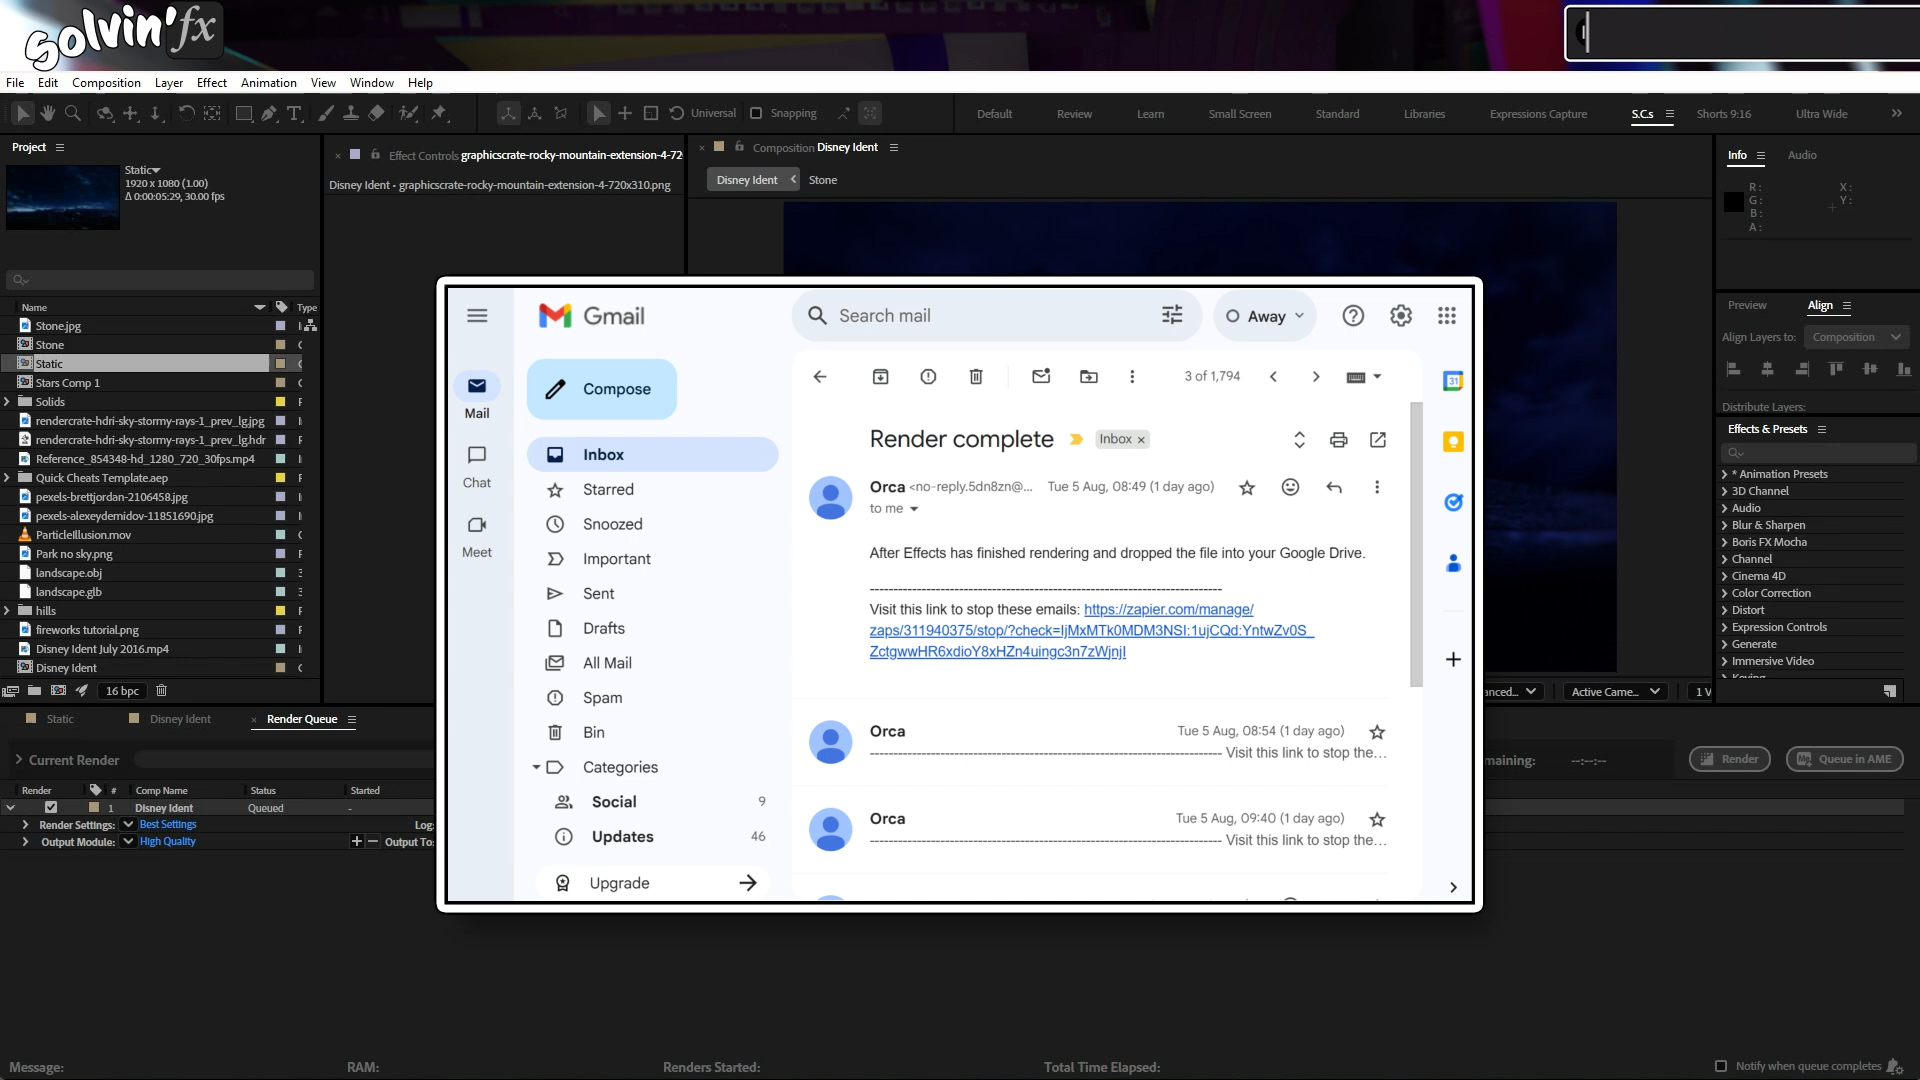 solvin'fx
File Edit Composition Layer Effect Animation View Window Help
Universal Snapping Default Review Learn Small Screen Standard Libraries Expressions Capture S.Cs Shorts 9:16 Ultra Wide
Project
Static
1920 x 1080 (1.00)
Δ 0:00:05:29, 30.00 fps
Name Type
Stone.jpg
Stone
Static
Stars Comp 1
Solids
rendercrate-hdri-sky-stormy-rays-1_prev_lg.jpg
rendercrate-hdri-sky-stormy-rays-1_prev_lg.hdr
Reference_854348-hd_1280_720_30fps.mp4
Quick Cheats Template.aep
pexels-brettjordan-2106458.jpg
pexels-alexeydemidov-11851690.jpg
ParticleIllusion.mov
Park no sky.png
landscape.obj
landscape.glb
hills
fireworks tutorial.png
Disney Ident July 2016.mp4
Disney Ident
16 bpc
Effect Controls graphicscrate-rocky-mountain-extension-4-72
Disney Ident • graphicscrate-rocky-mountain-extension-4-720x310.png
Composition Disney Ident
Disney Ident Stone
Gmail
Search mail
Away
Compose
Mail
Chat
Meet
Inbox
Starred
Snoozed
Important
Sent
Drafts
All Mail
Spam
Bin
Categories
Social 9
Updates 46
Upgrade
3 of 1,794
Render complete Inbox ×
Orca <no-reply.5dn8zn@... Tue 5 Aug, 08:49 (1 day ago)
to me
After Effects has finished rendering and dropped the file into your Google Drive.
--------------------------------------------------------------------------------
Visit this link to stop these emails: https://zapier.com/manage/
zaps/311940375/stop/?check=IjMxMTk0MDM3NSI:1ujCQd:YntwZv0S_
ZctgwwHR6xdioY8xHZn4uingc3n7zWjnjI
Orca Tue 5 Aug, 08:54 (1 day ago)
-------------------------------------------------------------------------------- Visit this link to stop the...
Orca Tue 5 Aug, 09:40 (1 day ago)
-------------------------------------------------------------------------------- Visit this link to stop the...
31
Info Audio
R: X:
G: Y:
B:
A:
Preview Align
Align Layers to: Composition
Distribute Layers:
Effects & Presets
* Animation Presets
3D Channel
Audio
Blur & Sharpen
Boris FX Mocha
Channel
Cinema 4D
Color Correction
Distort
Expression Controls
Generate
Immersive Video
Keying
anced... Active Came... 1 V
Static Disney Ident Render Queue
Current Render maining: --:--:-- Render Queue in AME
Render # Comp Name Status Started
1 Disney Ident Queued -
Render Settings: Best Settings Log:
Output Module: High Quality Output To:
Message: RAM: Renders Started: Total Time Elapsed: Notify when queue completes